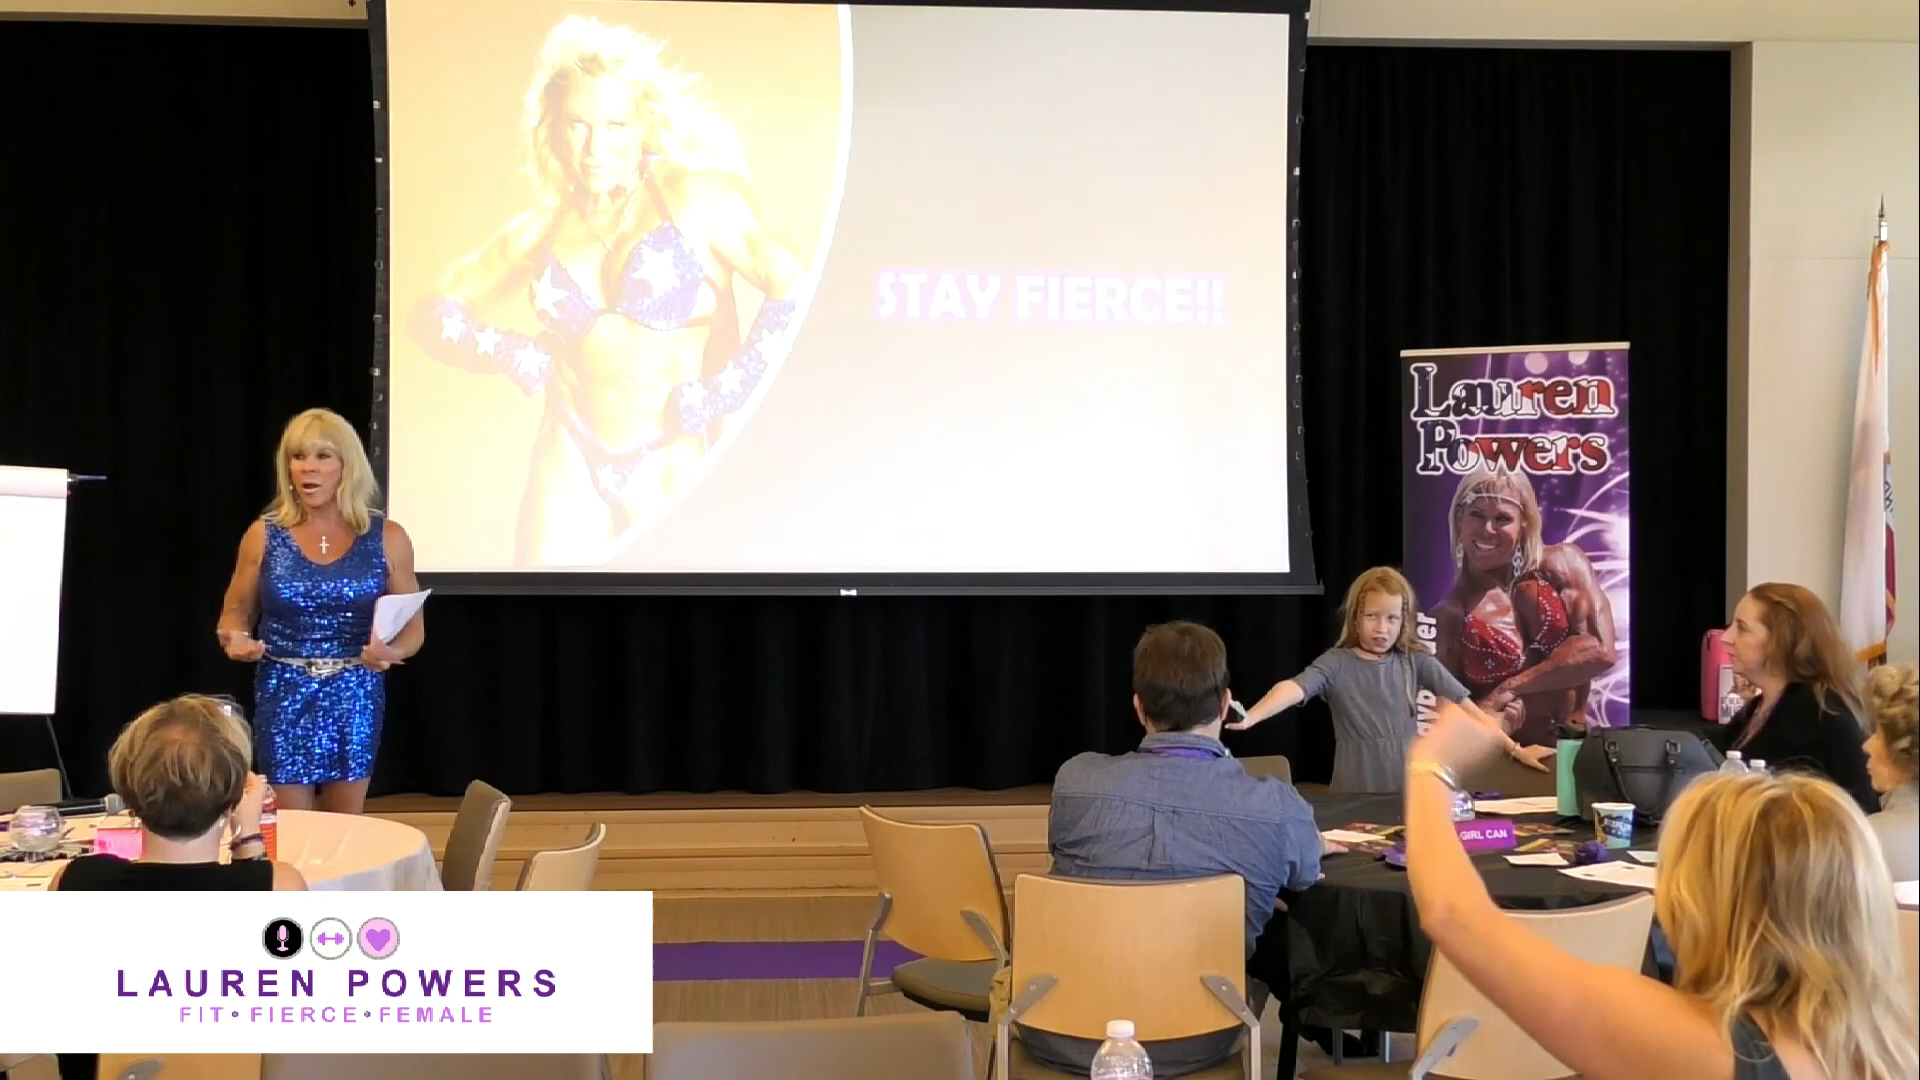 STAY FIERCE!!
Lauren
Powers
GIRL CAN
LAUREN POWERS
FIT•FIERCE•FEMALE